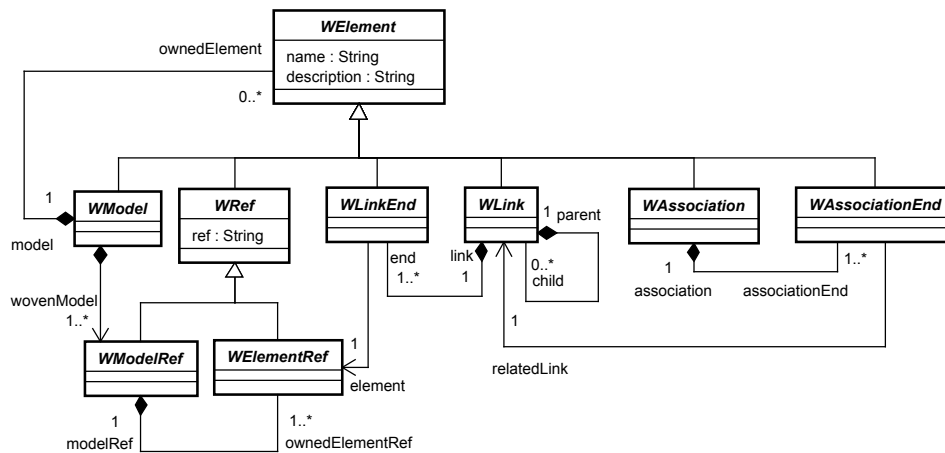 WElement
ownedElement
name : String
description : String
0..*
1
WModel
WRef
WLinkEnd
WLink
1
parent
WAssociation
WAssociationEnd
ref : String
model
end
link
0..*
1
1..*
1..*
1
child
association
associationEnd
wovenModel
1..*
1
1
WModelRef
WElementRef
element
relatedLink
1
1..*
modelRef
ownedElementRef